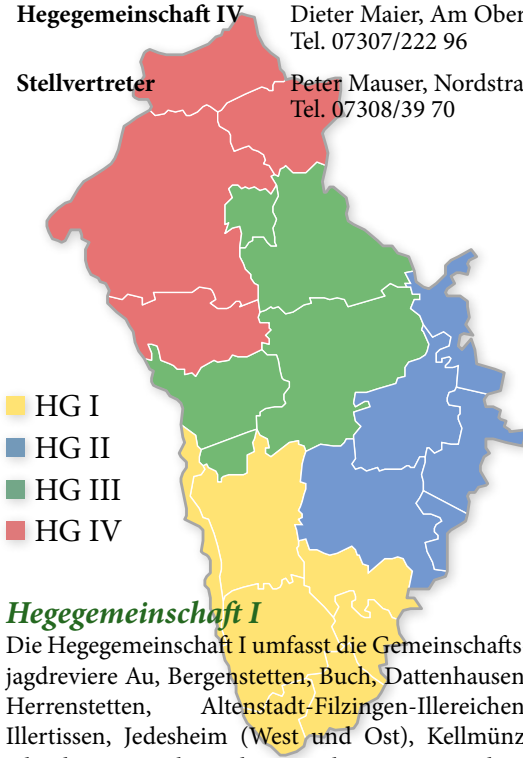 Hegegemeinschaft IV Dieter Maier, Am Ober
Tel. 07307/222 96
Stellvertreter Peter Mauser, Nordstra
Tel. 07308/39 70
HG I
HG II
HG III
HG IV
Hegegemeinschaft I
Die Hegegemeinschaft I umfasst die Gemeinschafts
jagdreviere Au, Bergenstetten, Buch, Dattenhausen
Herrenstetten, Altenstadt-Filzingen-Illereichen
Illertissen, Jedesheim (West und Ost), Kellmünz